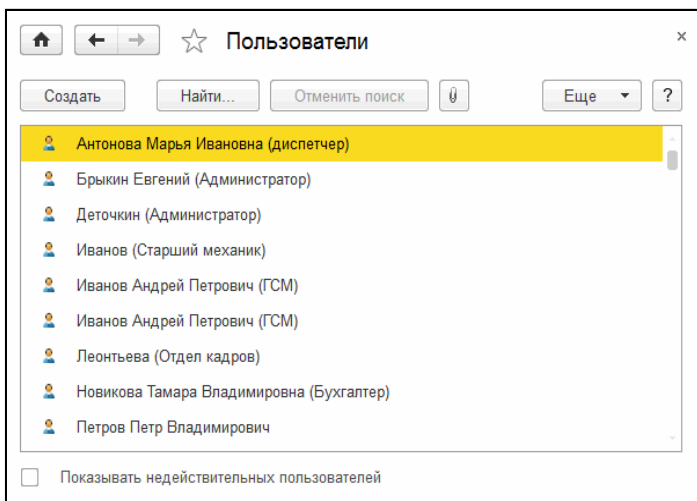 Пользователи
Создать Найти... Отменить поиск Еще ?
Антонова Марья Ивановна (диспетчер)
Брыкин Евгений (Администратор)
Деточкин (Администратор)
Иванов (Старший механик)
Иванов Андрей Петрович (ГСМ)
Иванов Андрей Петрович (ГСМ)
Леонтьева (Отдел кадров)
Новикова Тамара Владимировна (Бухгалтер)
Петров Петр Владимирович
Показывать недействительных пользователей